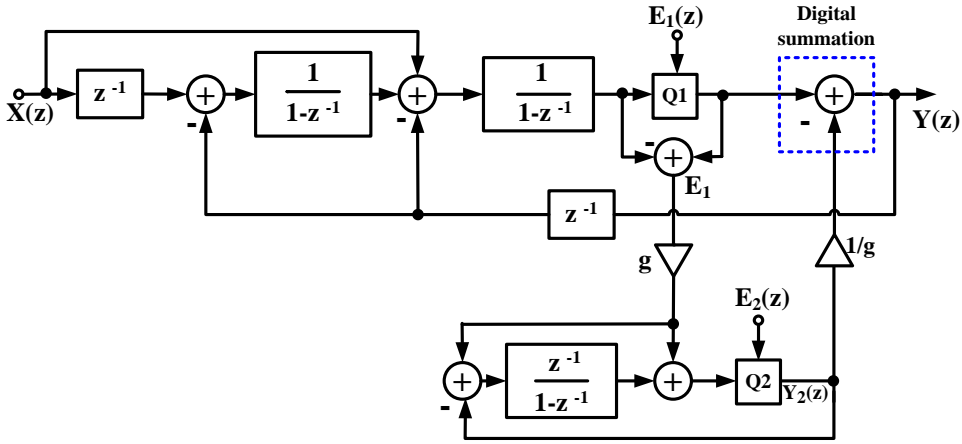 E₁(z)
Digital
summation
X(z)
z⁻¹
+
-
1
1-z⁻¹
+
-
1
1-z⁻¹
Q1
+
-
Y(z)
-
+
E₁
z⁻¹
g
1/g
E₂(z)
+
-
z⁻¹
1-z⁻¹
+
Q2
Y₂(z)